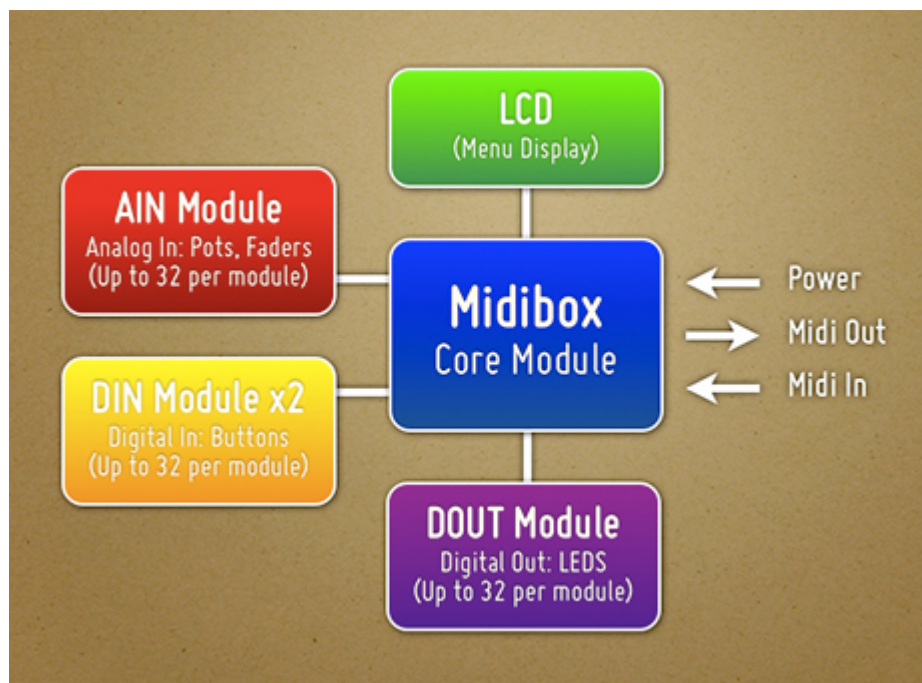 LCD
(Menu Display)
AIN Module
Analog In: Pots, Faders
(Up to 32 per module)
Midibox
Core Module
Power
Midi Out
Midi In
DIN Module x2
Digital In: Buttons
(Up to 32 per module)
DOUT Module
Digital Out: LEDS
(Up to 32 per module)